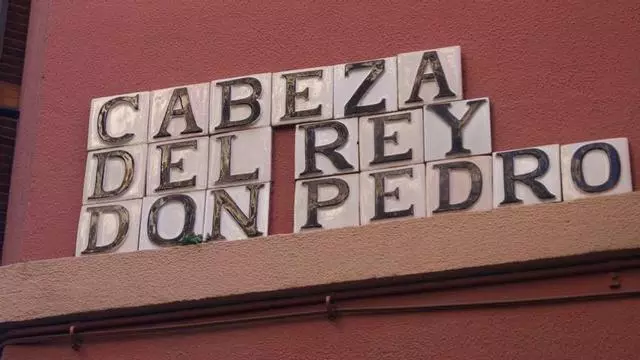 CABEZA
DEL REY
DON PEDRO